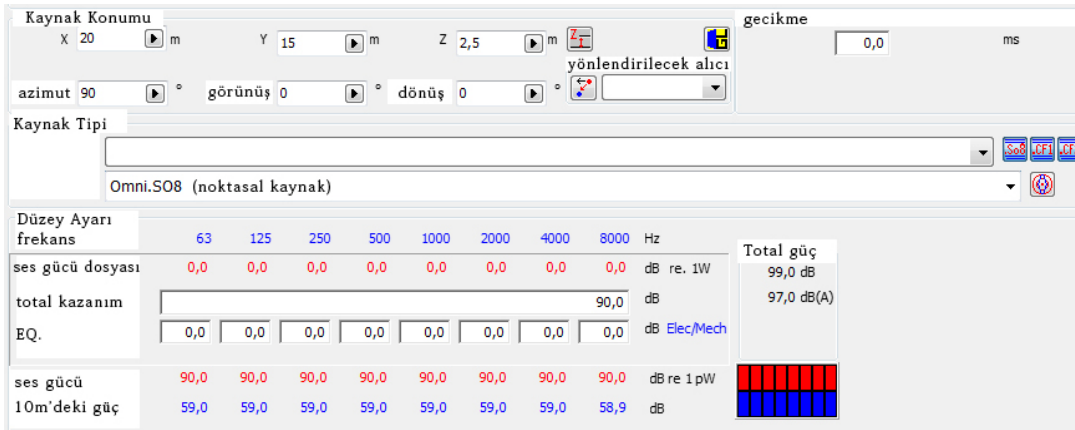 Kaynak Konumu
X 20 m Y 15 m Z 2,5 m
yönlendirilecek alıcı
azimut 90 ° görünüş 0 ° dönüş 0 °
gecikme
0,0 ms
Kaynak Tipi
.So8 .CF1 .CF
Omni.SO8 (noktasal kaynak)
Düzey Ayarı
frekans 63 125 250 500 1000 2000 4000 8000 Hz
ses gücü dosyası 0,0 0,0 0,0 0,0 0,0 0,0 0,0 0,0 dB re. 1W
total kazanım 90,0 dB
EQ. 0,0 0,0 0,0 0,0 0,0 0,0 0,0 0,0 dB Elec/Mech
ses gücü 90,0 90,0 90,0 90,0 90,0 90,0 90,0 90,0 dB re 1 pW
10m'deki güç 59,0 59,0 59,0 59,0 59,0 59,0 59,0 58,9 dB
Total güç
99,0 dB
97,0 dB(A)